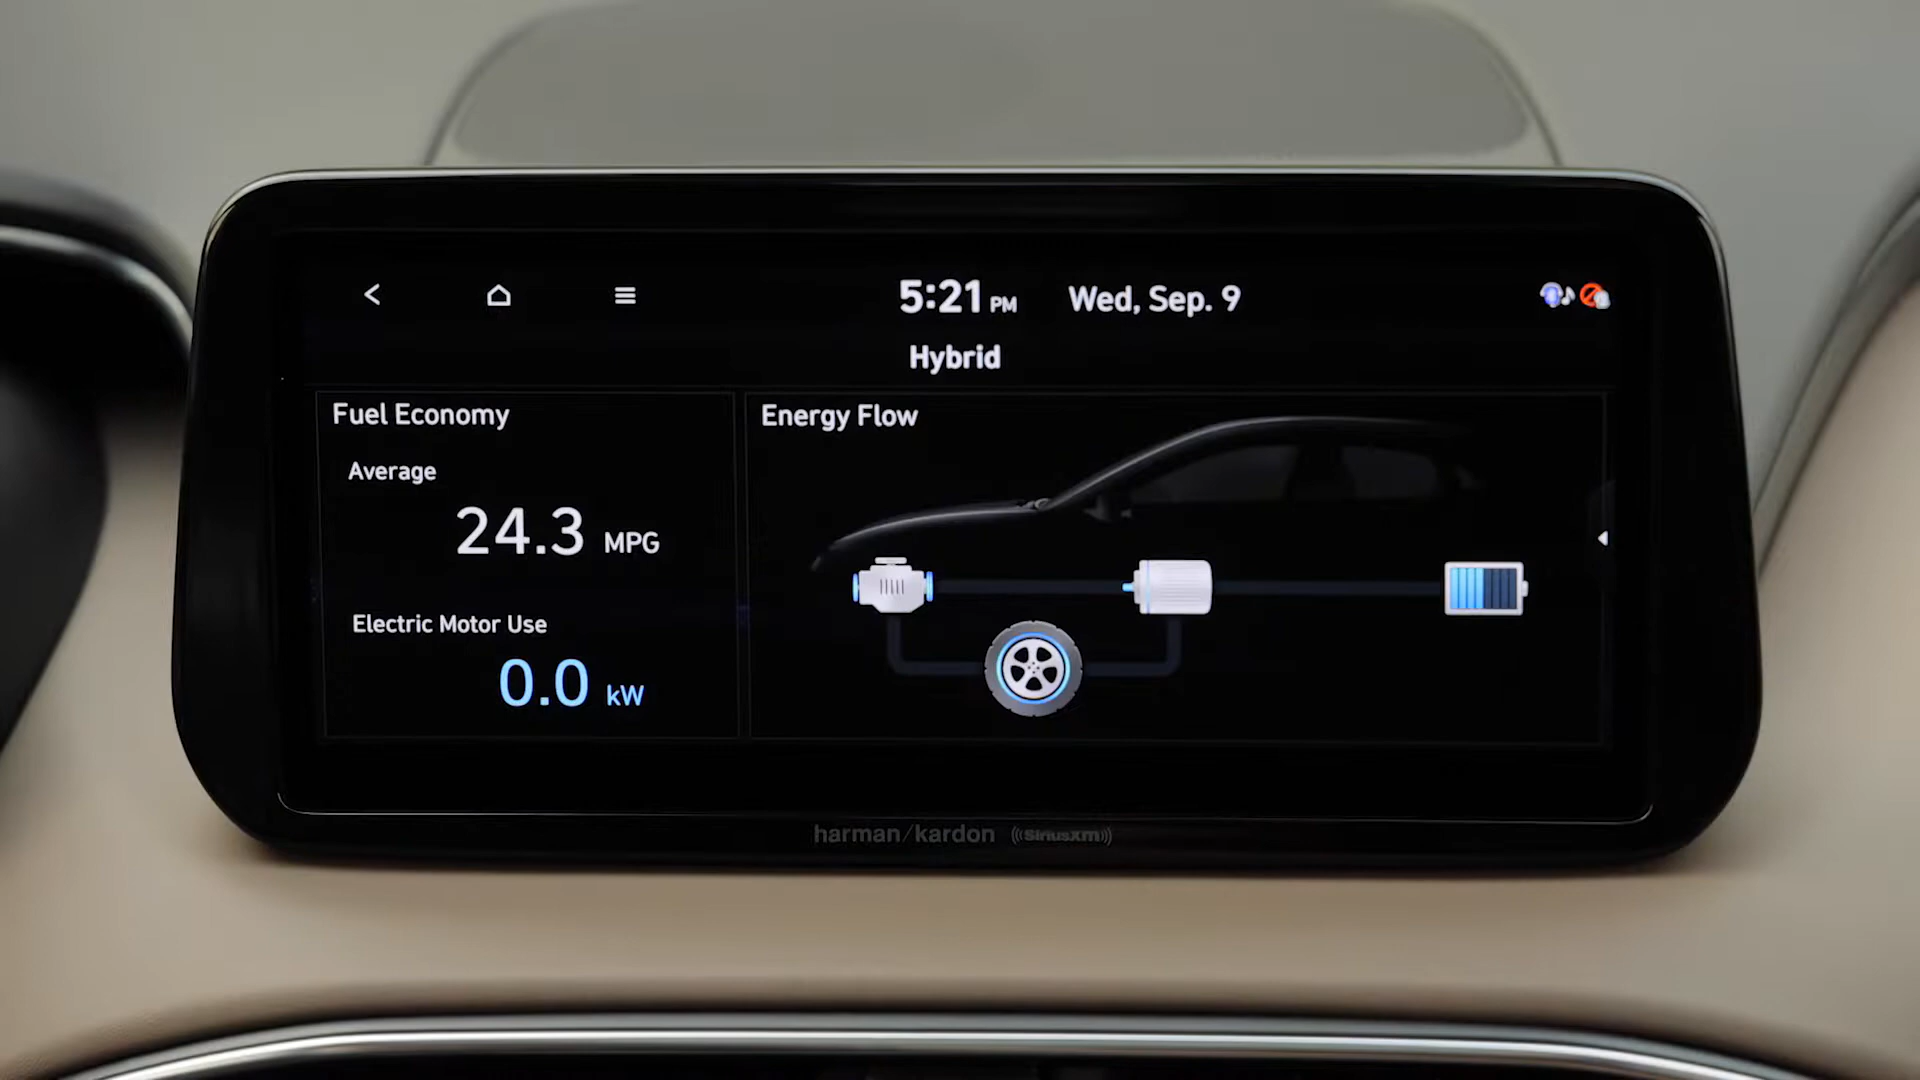 5:21 PM Wed, Sep. 9
Hybrid
Fuel Economy
Average
24.3 MPG
Electric Motor Use
0.0 kW
Energy Flow
harman/kardon ((SiriusXM))